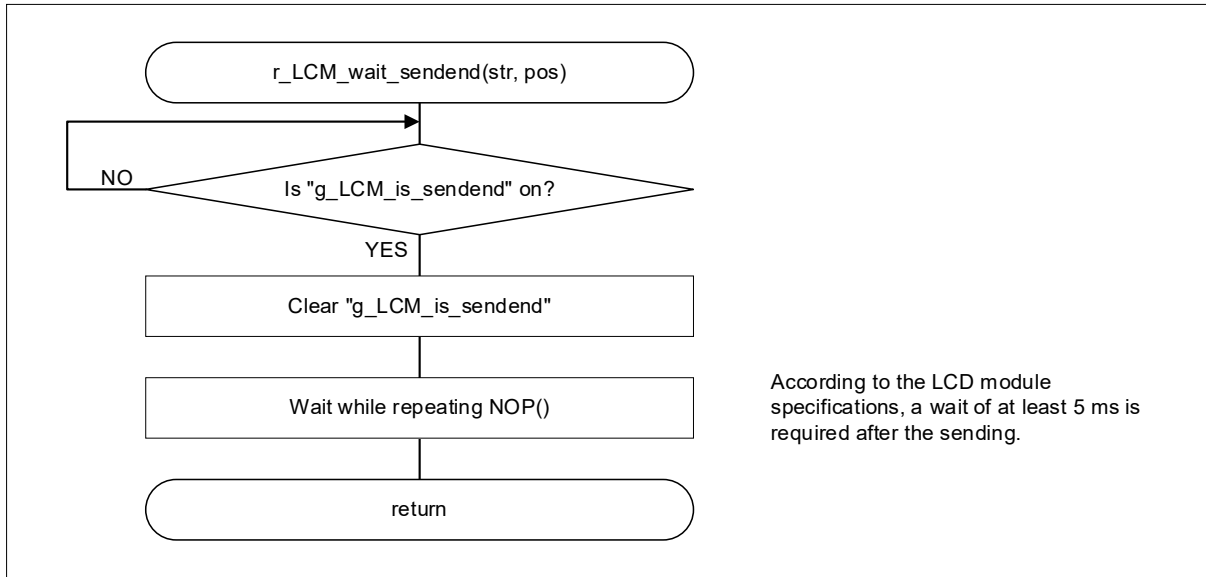 r_LCM_wait_sendend(str, pos)
NO
Is "g_LCM_is_sendend" on?
YES
Clear "g_LCM_is_sendend"
Wait while repeating NOP()
According to the LCD module
specifications, a wait of at least 5 ms is
required after the sending.
return